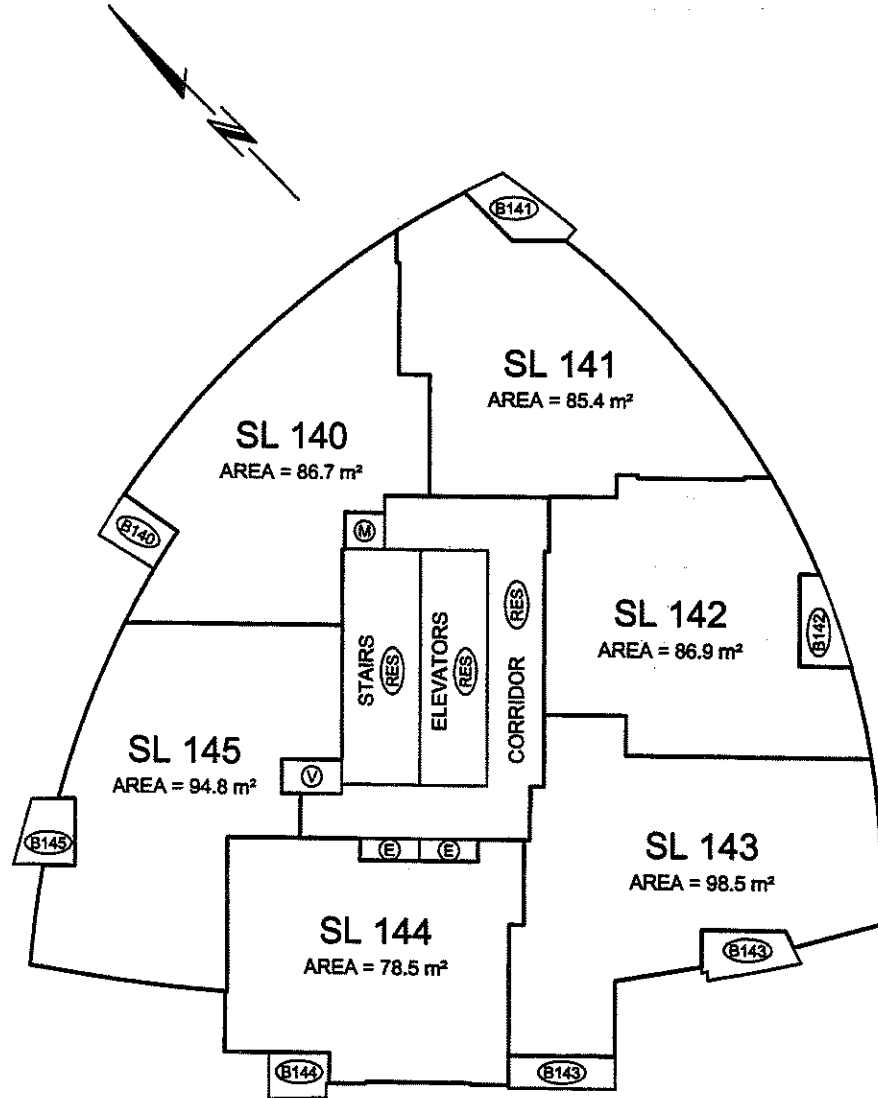 B141
SL 141
AREA = 85.4 m²
SL 140
AREA = 86.7 m²
B140
M
RES
SL 142
AREA = 86.9 m²
B142
STAIRS
RES
ELEVATORS
RES
CORRIDOR
SL 145
AREA = 94.8 m²
V
B145
E
E
SL 143
AREA = 98.5 m²
SL 144
AREA = 78.5 m²
B143
B144
B143